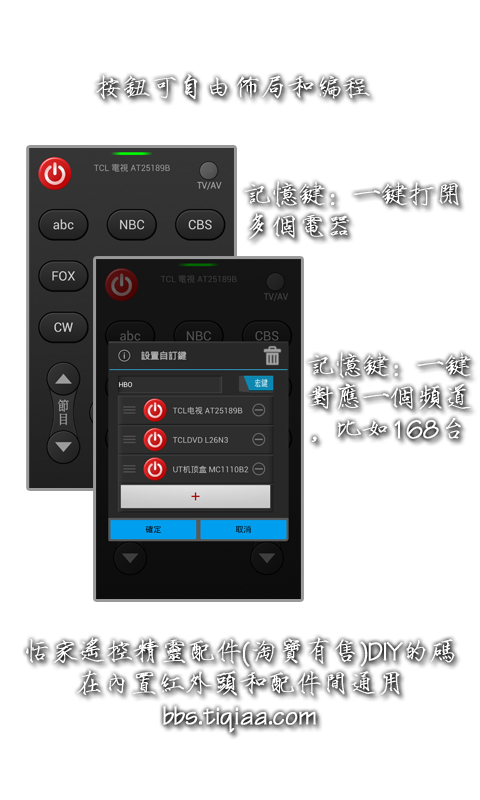 按鈕可自由佈局和編程
TCL 電視 AT25189B
TV/AV
abc
NBC
CBS
FOX
CW
節目
記憶鍵：一鍵打開
多個電器
TCL 電視 AT25189B
TV/AV
abc
NBC
CBS
設置自訂鍵
HBO
宏鍵
TCL电视 AT25189B
TCLDVD L26N3
UT机顶盒 MC1110B2
+
確定
取消
記憶鍵：一鍵
對應一個頻道
，比如168台
恬家遙控精靈配件(淘寶有售)DIY的碼
在內置紅外頭和配件間通用
bbs.tiqiaa.com